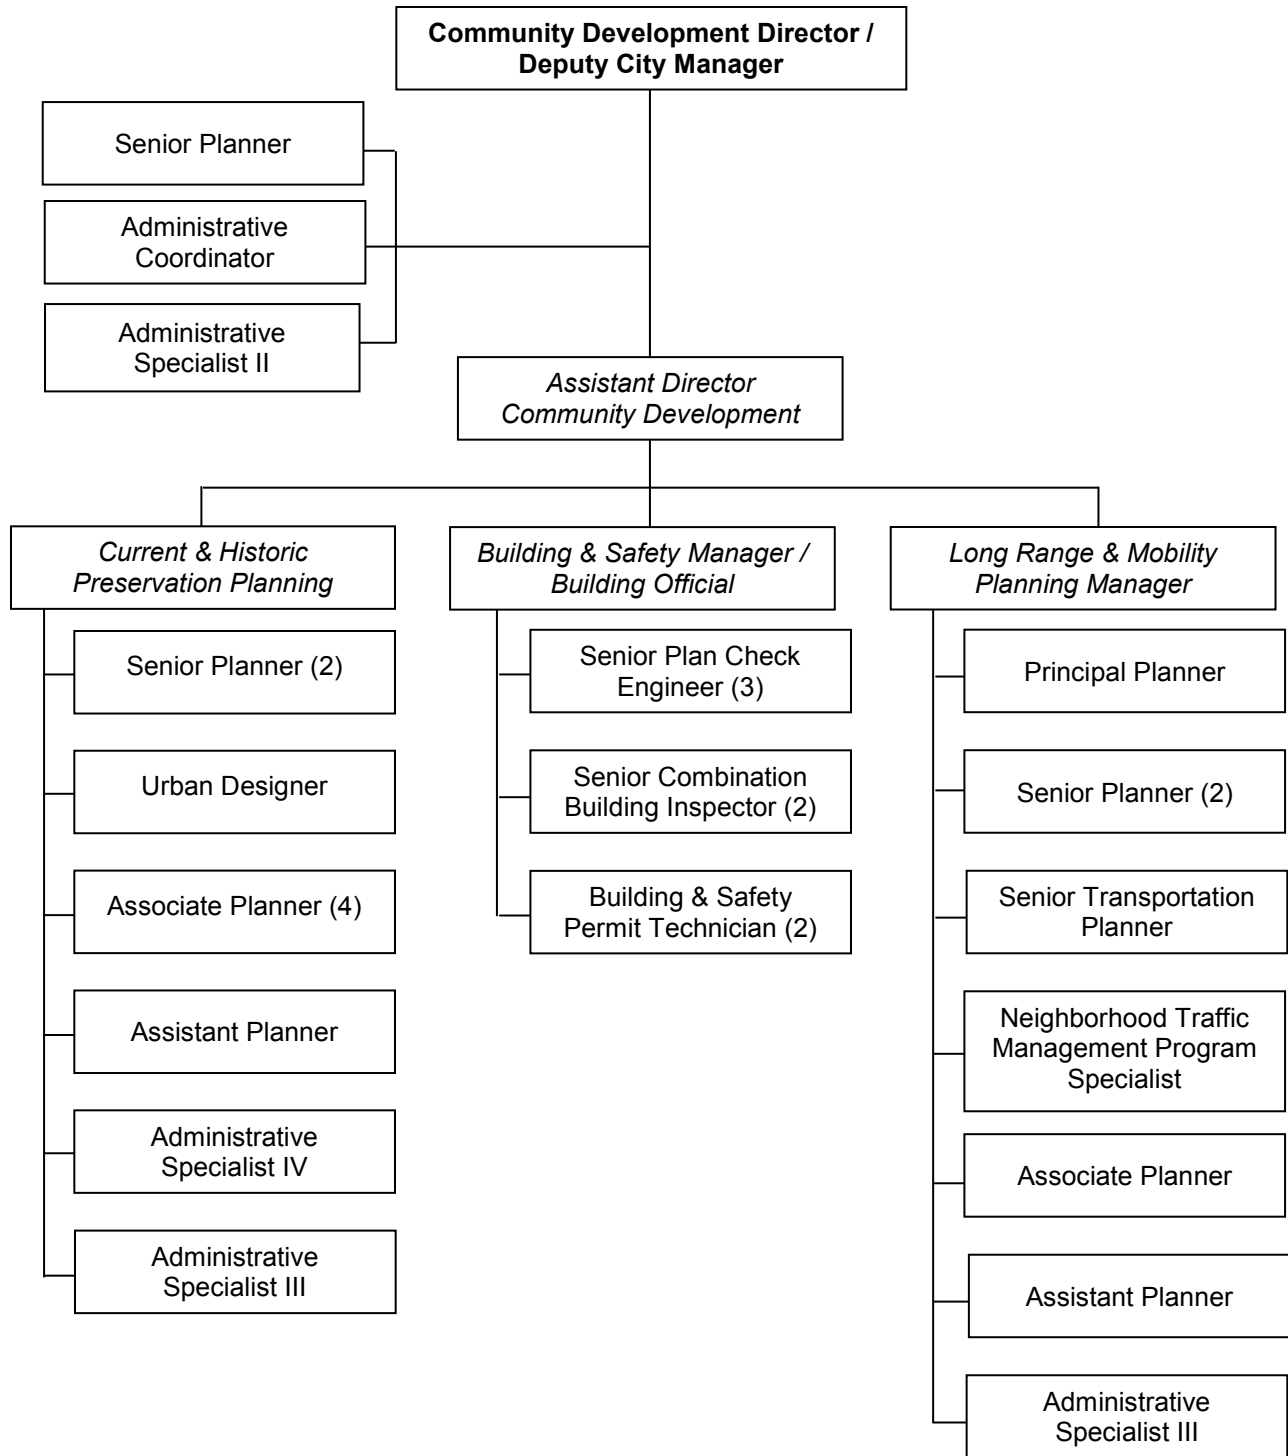 Community Development Director /
Deputy City Manager
Senior Planner
Administrative
Coordinator
Administrative
Specialist II
Assistant Director
Community Development
Current & Historic
Preservation Planning
Senior Planner (2)
Urban Designer
Associate Planner (4)
Assistant Planner
Administrative
Specialist IV
Administrative
Specialist III
Building & Safety Manager /
Building Official
Senior Plan Check
Engineer (3)
Senior Combination
Building Inspector (2)
Building & Safety
Permit Technician (2)
Long Range & Mobility
Planning Manager
Principal Planner
Senior Planner (2)
Senior Transportation
Planner
Neighborhood Traffic
Management Program
Specialist
Associate Planner
Assistant Planner
Administrative
Specialist III